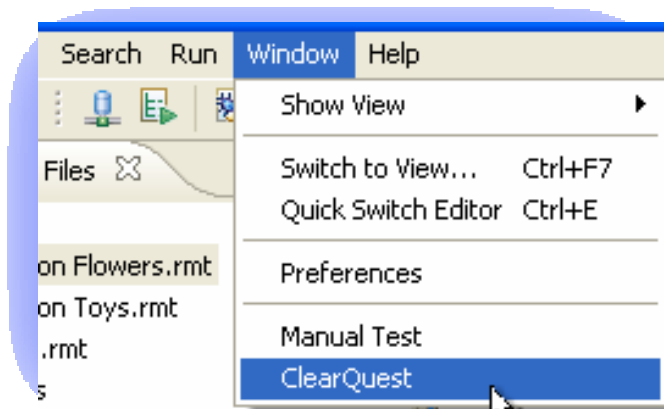 Search Run Window Help
Show View
Files
Switch to View... Ctrl+F7
Quick Switch Editor Ctrl+E
on Flowers.rmt
Preferences
on Toys.rmt
Manual Test
.rmt
ClearQuest
s